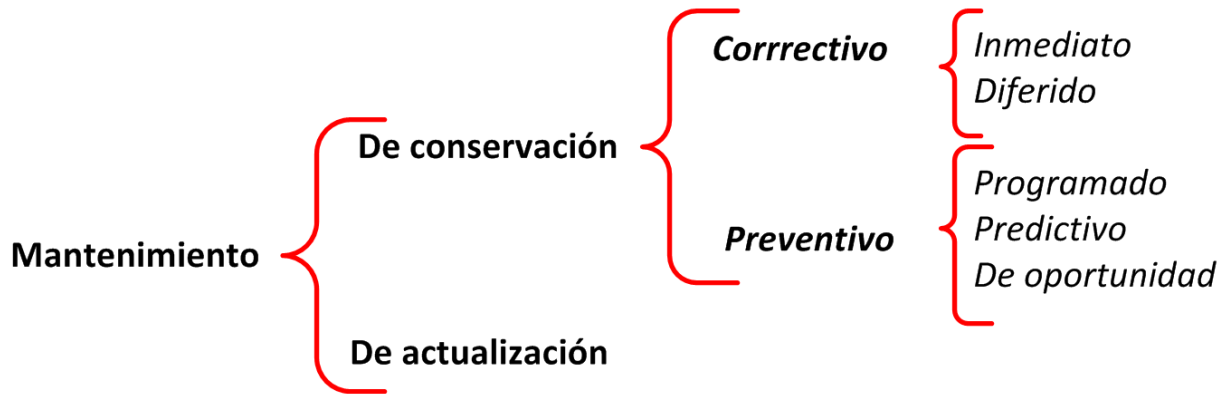 Mantenimiento
De conservación
Corrrectivo
Inmediato
Diferido
Preventivo
Programado
Predictivo
De oportunidad
De actualización